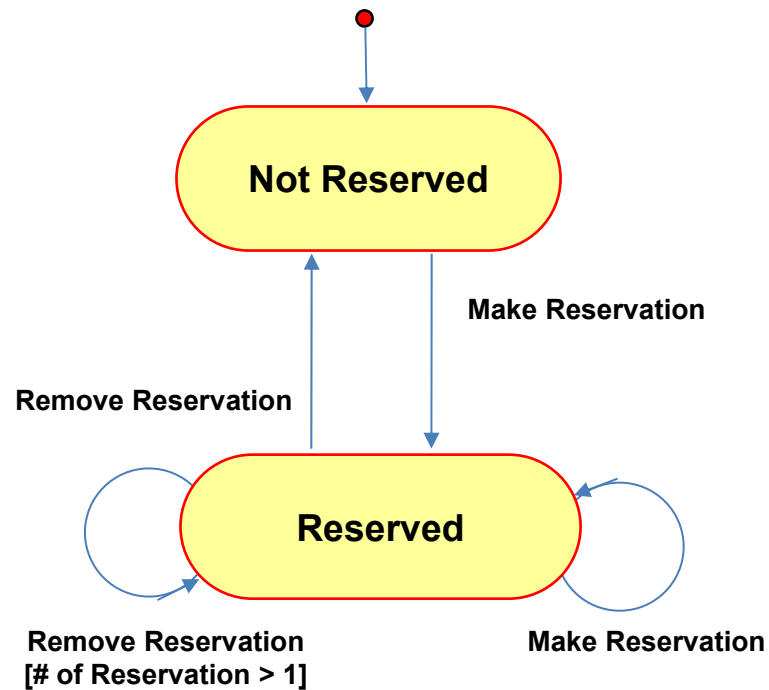 Not Reserved
Make Reservation
Remove Reservation
Reserved
Remove Reservation
[# of Reservation > 1]
Make Reservation